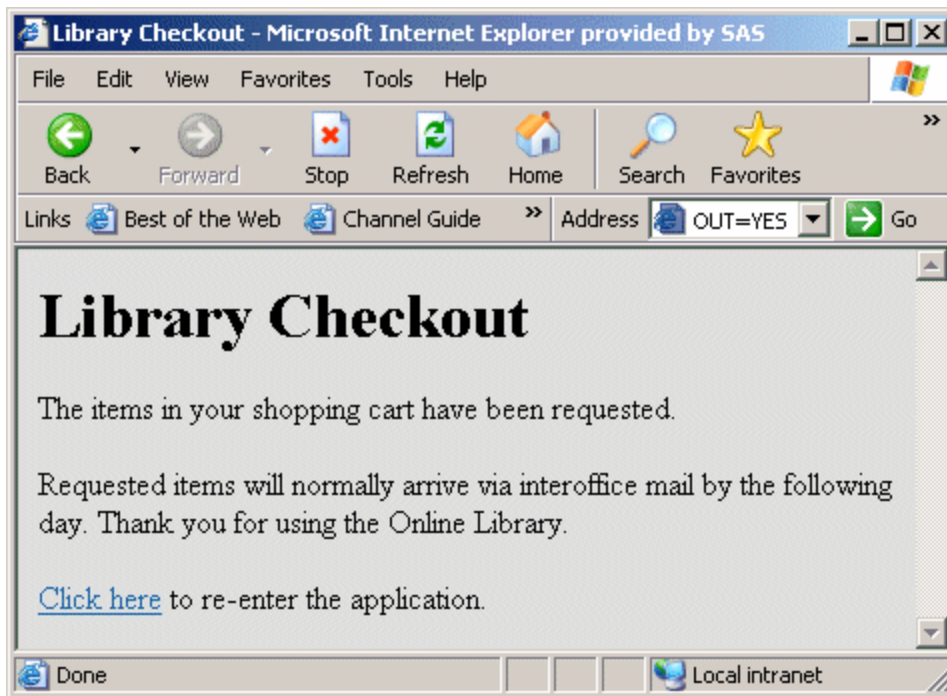 Library Checkout - Microsoft Internet Explorer provided by SAS
File Edit View Favorites Tools Help
Back Forward Stop Refresh Home Search Favorites »
Links Best of the Web Channel Guide » Address OUT=YES Go
Library Checkout
The items in your shopping cart have been requested.
Requested items will normally arrive via interoffice mail by the following
day. Thank you for using the Online Library.
Click here to re-enter the application.
Done Local intranet